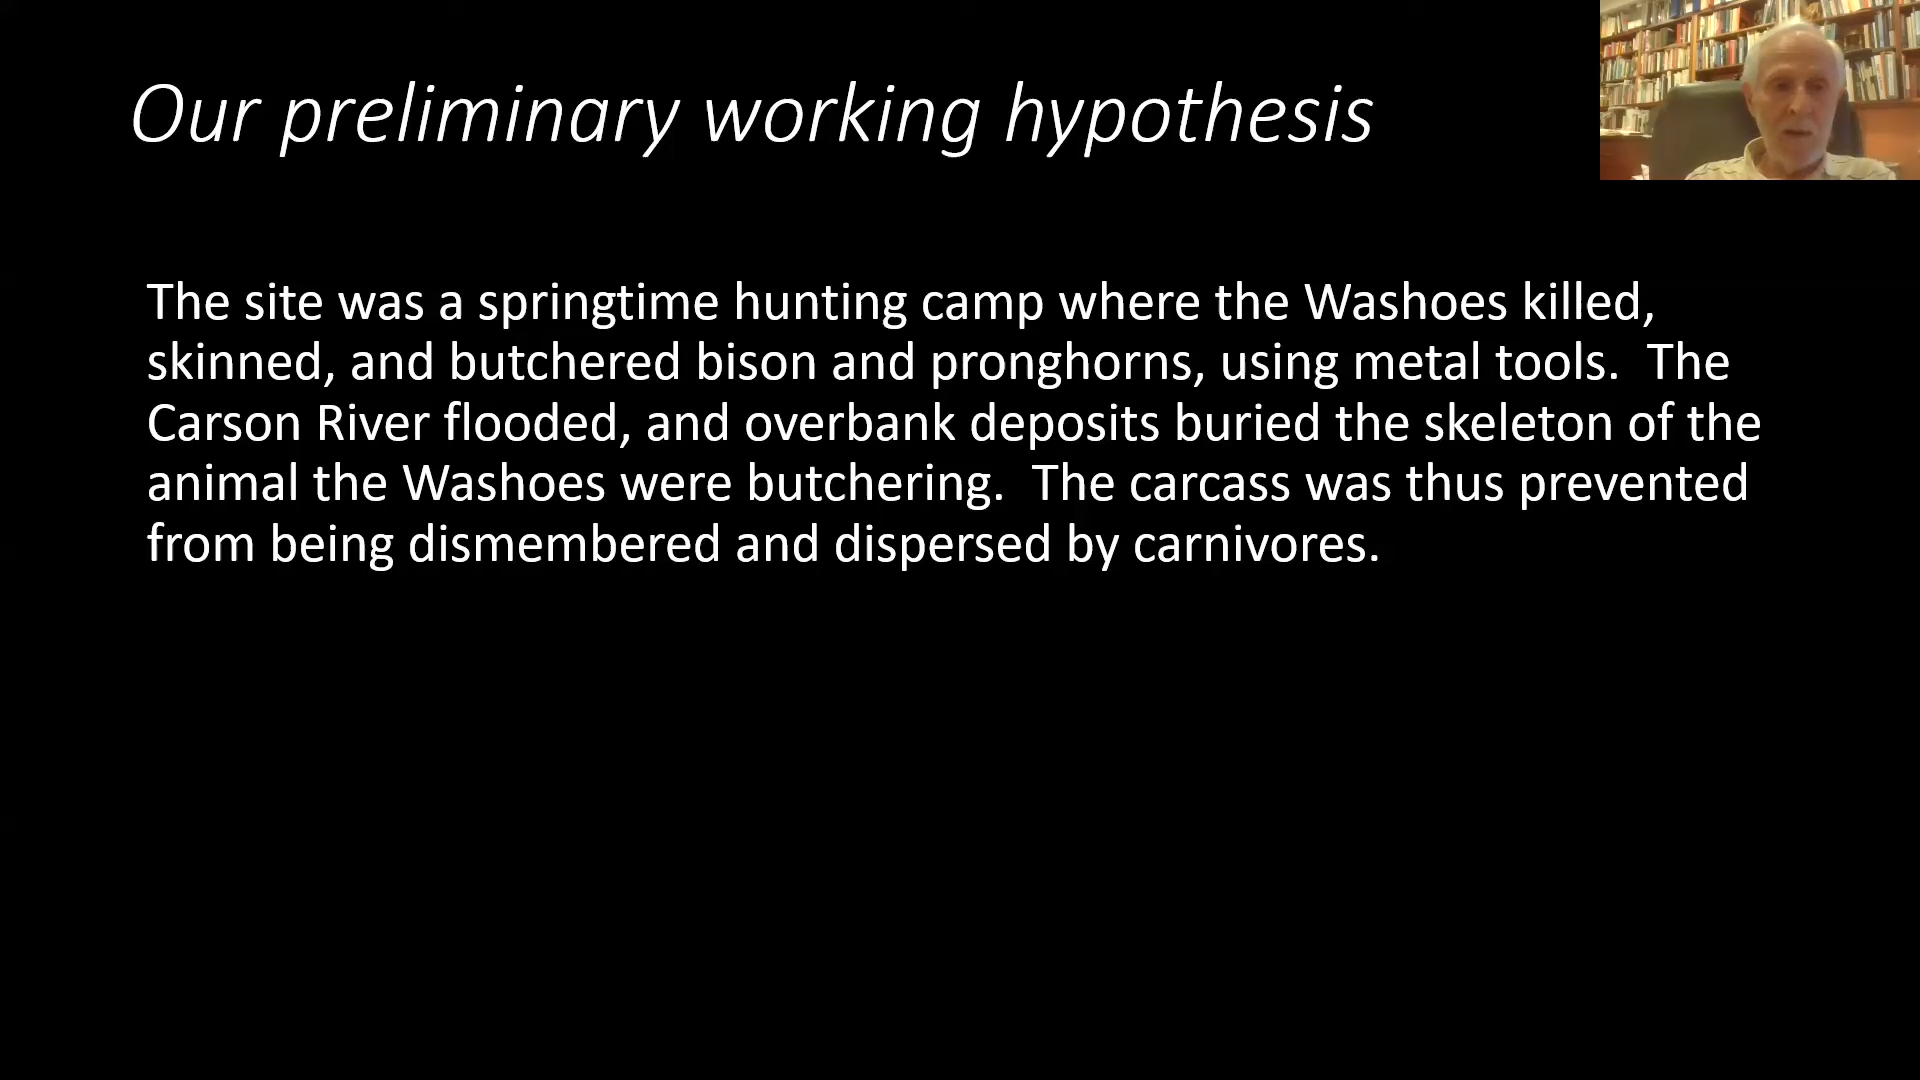 Our preliminary working hypothesis
The site was a springtime hunting camp where the Washoes killed,
skinned, and butchered bison and pronghorns, using metal tools.  The
Carson River flooded, and overbank deposits buried the skeleton of the
animal the Washoes were butchering.  The carcass was thus prevented
from being dismembered and dispersed by carnivores.